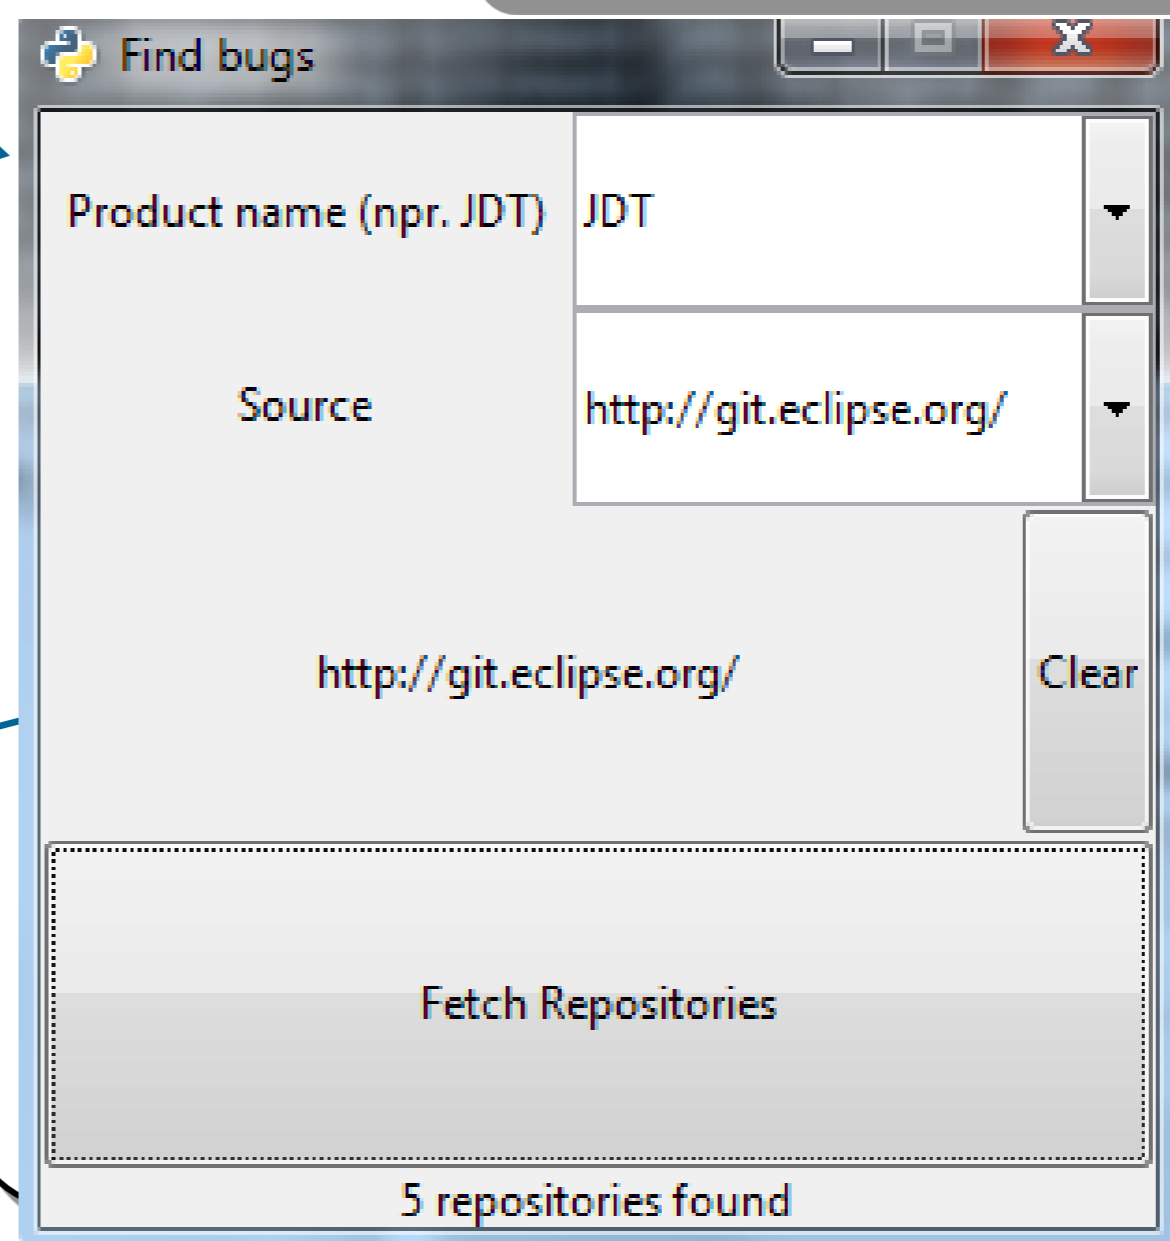 Find bugs
Product name (npr. JDT) JDT
Source http://git.eclipse.org/
http://git.eclipse.org/ Clear
Fetch Repositories
5 repositories found